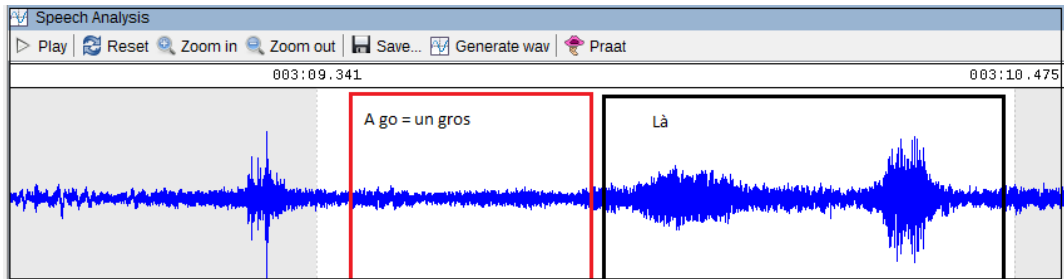 Speech Analysis
Play Reset Zoom in Zoom out Save... Generate wav Praat
003:09.341 003:10.475
A go = un gros Là